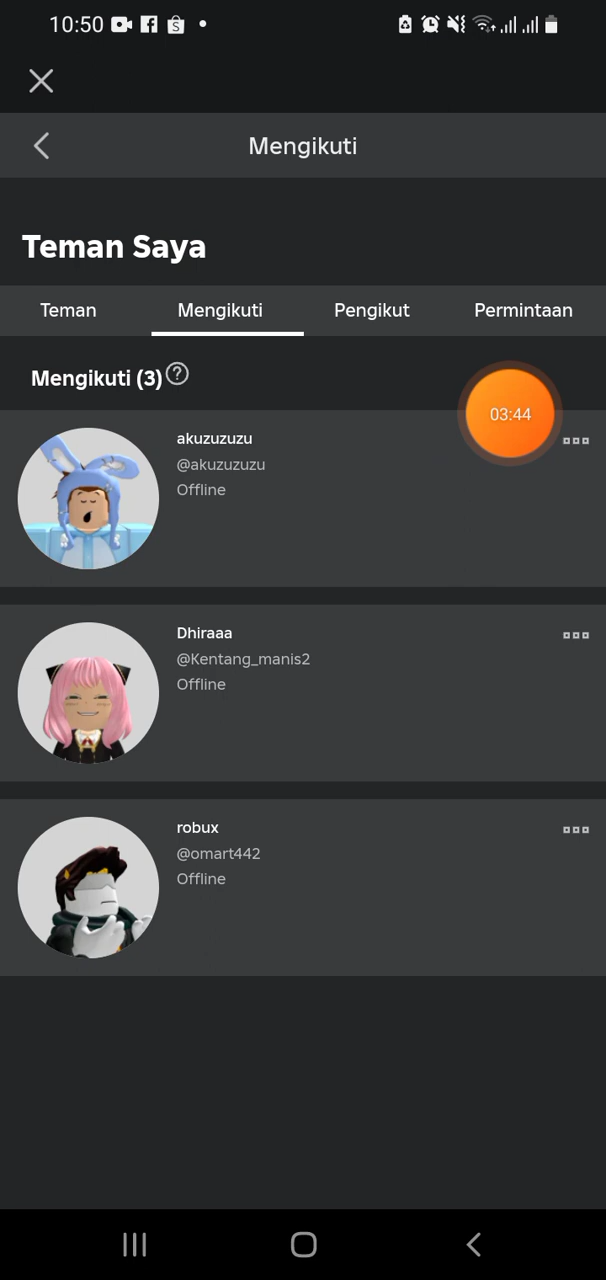 10:50
Mengikuti
Teman Saya
Teman Mengikuti Pengikut Permintaan
Mengikuti (3)
03:44
akuzuzuzu
@akuzuzuzu
Offline
Dhiraaa
@Kentang_manis2
Offline
robux
@omart442
Offline